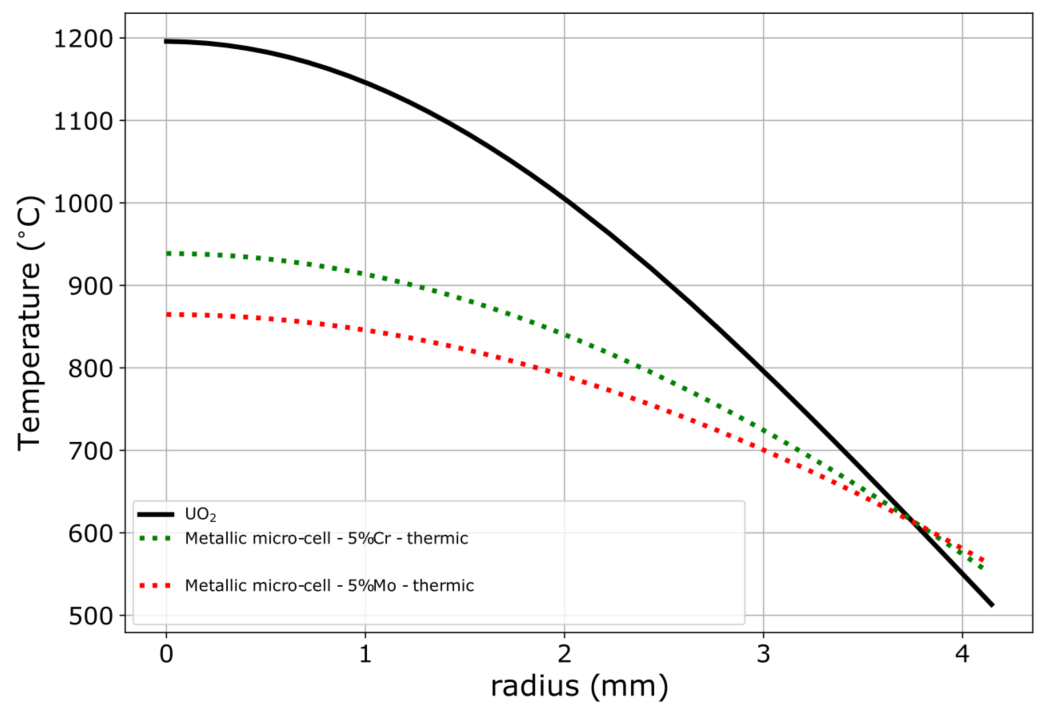 1200
1100
1000
900
800
700
600
500
Temperature (°C)
UO₂
Metallic micro-cell - 5%Cr - thermic
Metallic micro-cell - 5%Mo - thermic
0 1 2 3 4
radius (mm)